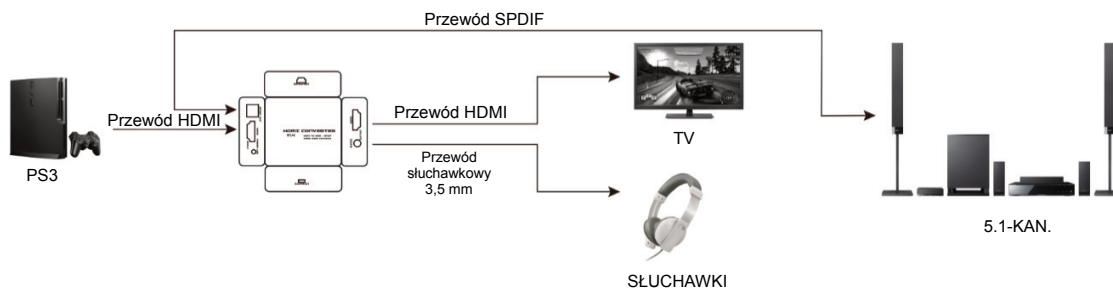 Przewód SPDIF
Przewód HDMI
HDMI CONVERTER
Przewód HDMI
Przewód
słuchawkowy
3,5 mm
PS3
TV
SŁUCHAWKI
5.1-KAN.